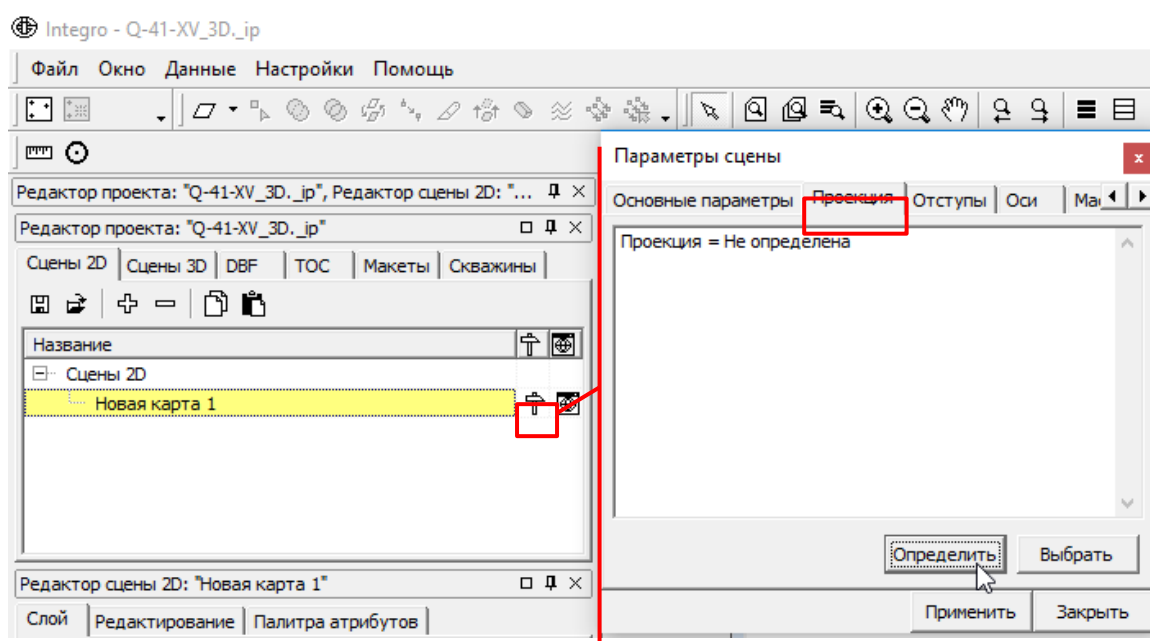 Integro - Q-41-XV_3D._ip
Файл Окно Данные Настройки Помощь
Параметры сцены
x
Основные параметры Проекция Отступы Оси Мас
Проекция = Не определена
Определить Выбрать
Применить Закрыть
Редактор проекта: "Q-41-XV_3D._ip", Редактор сцены 2D: "...
Редактор проекта: "Q-41-XV_3D._ip"
Сцены 2D Сцены 3D DBF TOC Макеты Скважины
Название
Сцены 2D
Новая карта 1
Редактор сцены 2D: "Новая карта 1"
Слой Редактирование Палитра атрибутов